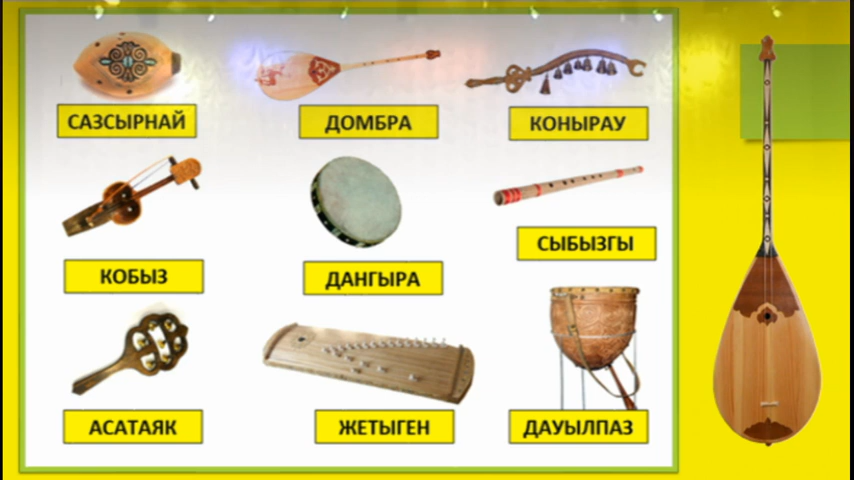 САЗСЫРНАЙ
ДОМБРА
КОНЫРАУ
КОБЫЗ
ДАНГЫРА
СЫБЫЗГЫ
АСАТАЯК
ЖЕТЫГЕН
ДАУЫЛПАЗ